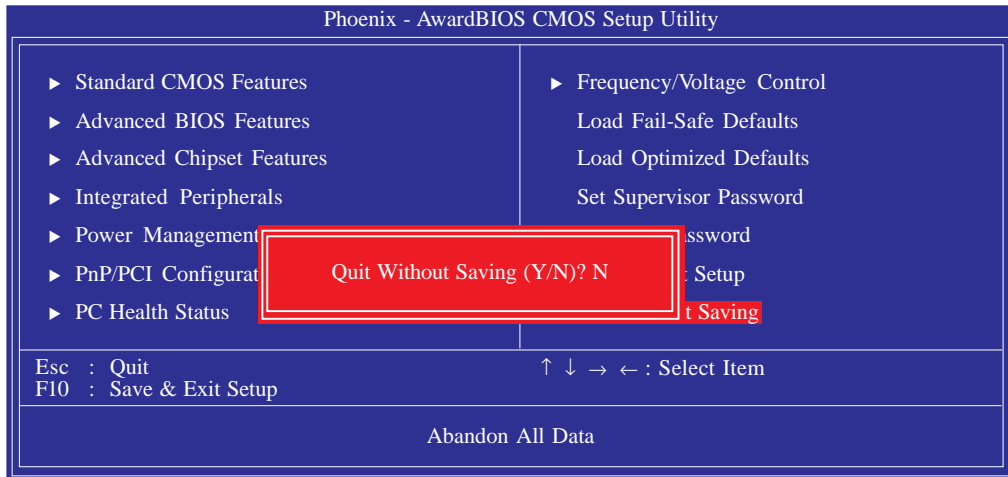 Phoenix - AwardBIOS CMOS Setup Utility
▶ Standard CMOS Features
▶ Advanced BIOS Features
▶ Advanced Chipset Features
▶ Integrated Peripherals
▶ Power Management
▶ PnP/PCI Configurat
▶ PC Health Status
▶ Frequency/Voltage Control
Load Fail-Safe Defaults
Load Optimized Defaults
Set Supervisor Password
ssword
t Setup
t Saving
Quit Without Saving (Y/N)? N
Esc : Quit
F10 : Save & Exit Setup
↑ ↓ → ← : Select Item
Abandon All Data